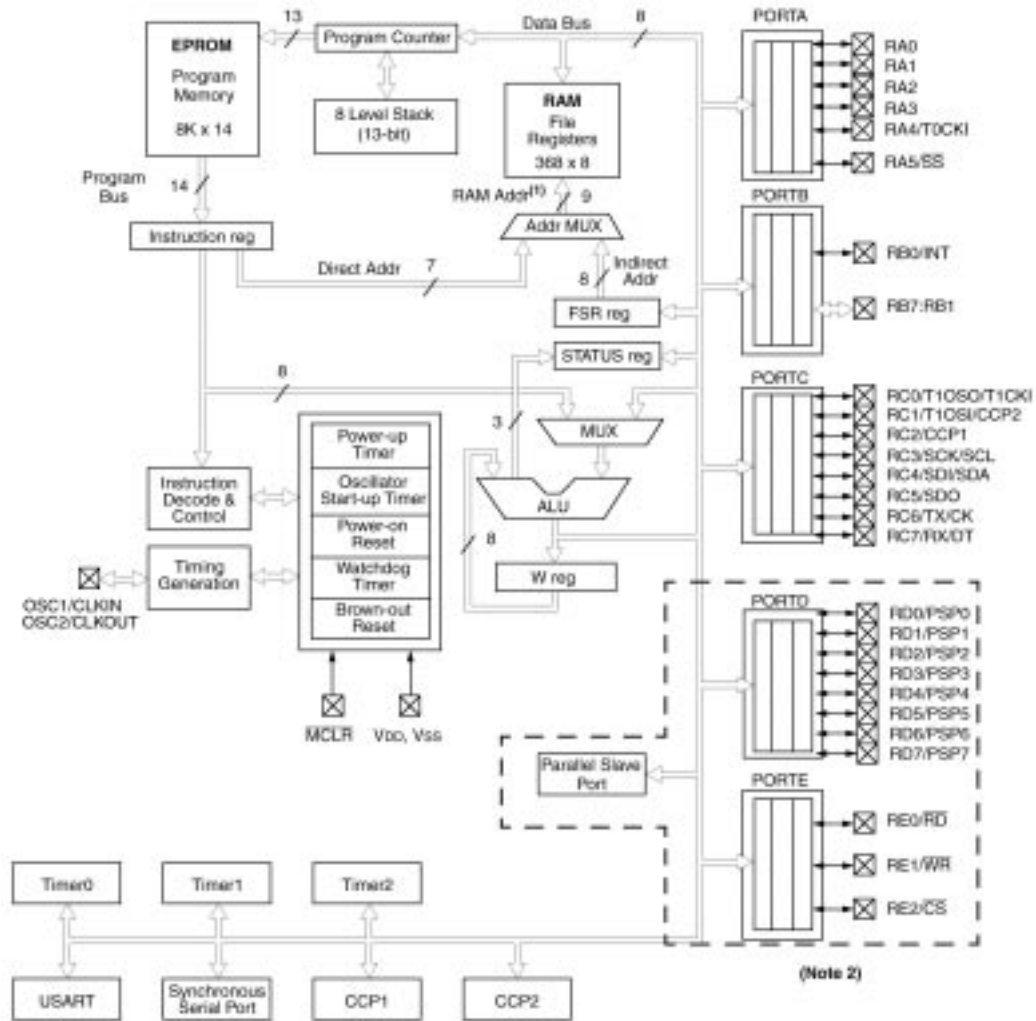 13
Data Bus
8
PORTA
EPROM
Program
Memory
8K x 14
Program Counter
8 Level Stack
(13-bit)
RAM
File
Registers
368 x 8
RA0
RA1
RA2
RA3
RA4/T0CKI
RA5/SS
Program
Bus
14
RAM Addr(1)
9
PORTB
Instruction reg
Addr MUX
RB0/INT
Direct Addr
7
8
Indirect
Addr
FSR reg
RB7:RB1
STATUS reg
8
PORTC
3
MUX
RC0/T1OSO/T1CKI
RC1/T1OSI/CCP2
RC2/CCP1
RC3/SCK/SCL
RC4/SDI/SDA
RC5/SDO
RC6/TX/CK
RC7/RX/DT
Power-up
Timer
Oscillator
Start-up Timer
Power-on
Reset
Watchdog
Timer
Brown-out
Reset
Instruction
Decode &
Control
ALU
8
Timing
Generation
W reg
OSC1/CLKIN
OSC2/CLKOUT
PORTD
RD0/PSP0
RD1/PSP1
RD2/PSP2
RD3/PSP3
RD4/PSP4
RD5/PSP5
RD6/PSP6
RD7/PSP7
MCLR
VDD, VSS
Parallel Slave
Port
PORTE
RE0/RD
RE1/WR
RE2/CS
Timer0
Timer1
Timer2
(Note 2)
USART
Synchronous
Serial Port
CCP1
CCP2